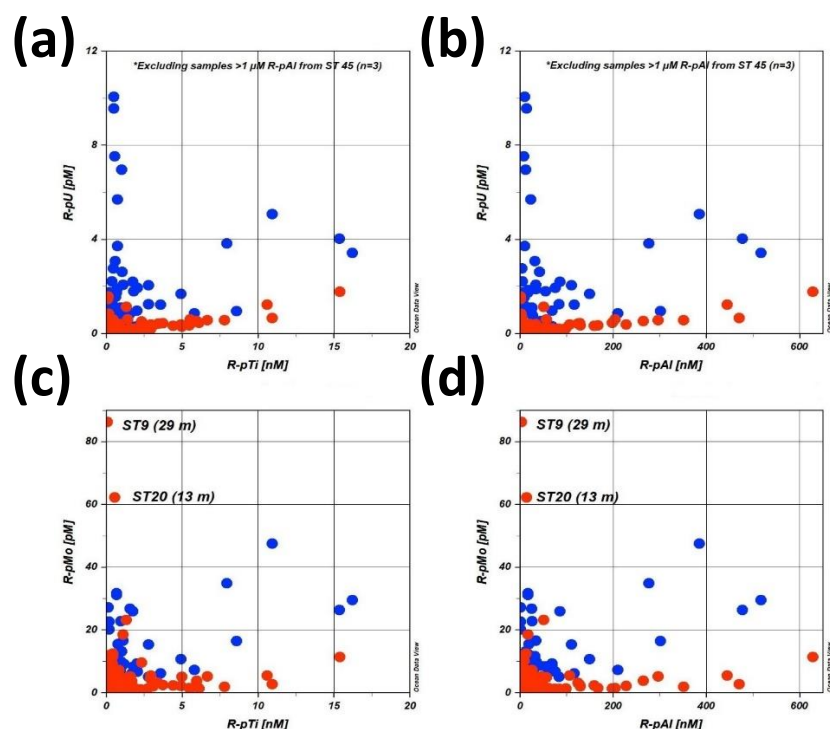 (a)
(b)
12
8
4
0
R-pU [pM]
*Excluding samples >1 µM R-pAl from ST 45 (n=3)
0
5
10
15
20
R-pTi [nM]
Ocean Data View
12
8
4
0
R-pU [pM]
*Excluding samples >1 µM R-pAl from ST 45 (n=3)
0
200
400
600
R-pAl [nM]
Ocean Data View
(c)
(d)
80
60
40
20
0
R-pMo [pM]
ST9 (29 m)
ST20 (13 m)
0
5
10
15
20
R-pTi [nM]
Ocean Data View
80
60
40
20
0
R-pMo [pM]
ST9 (29 m)
ST20 (13 m)
0
200
400
600
R-pAl [nM]
Ocean Data View